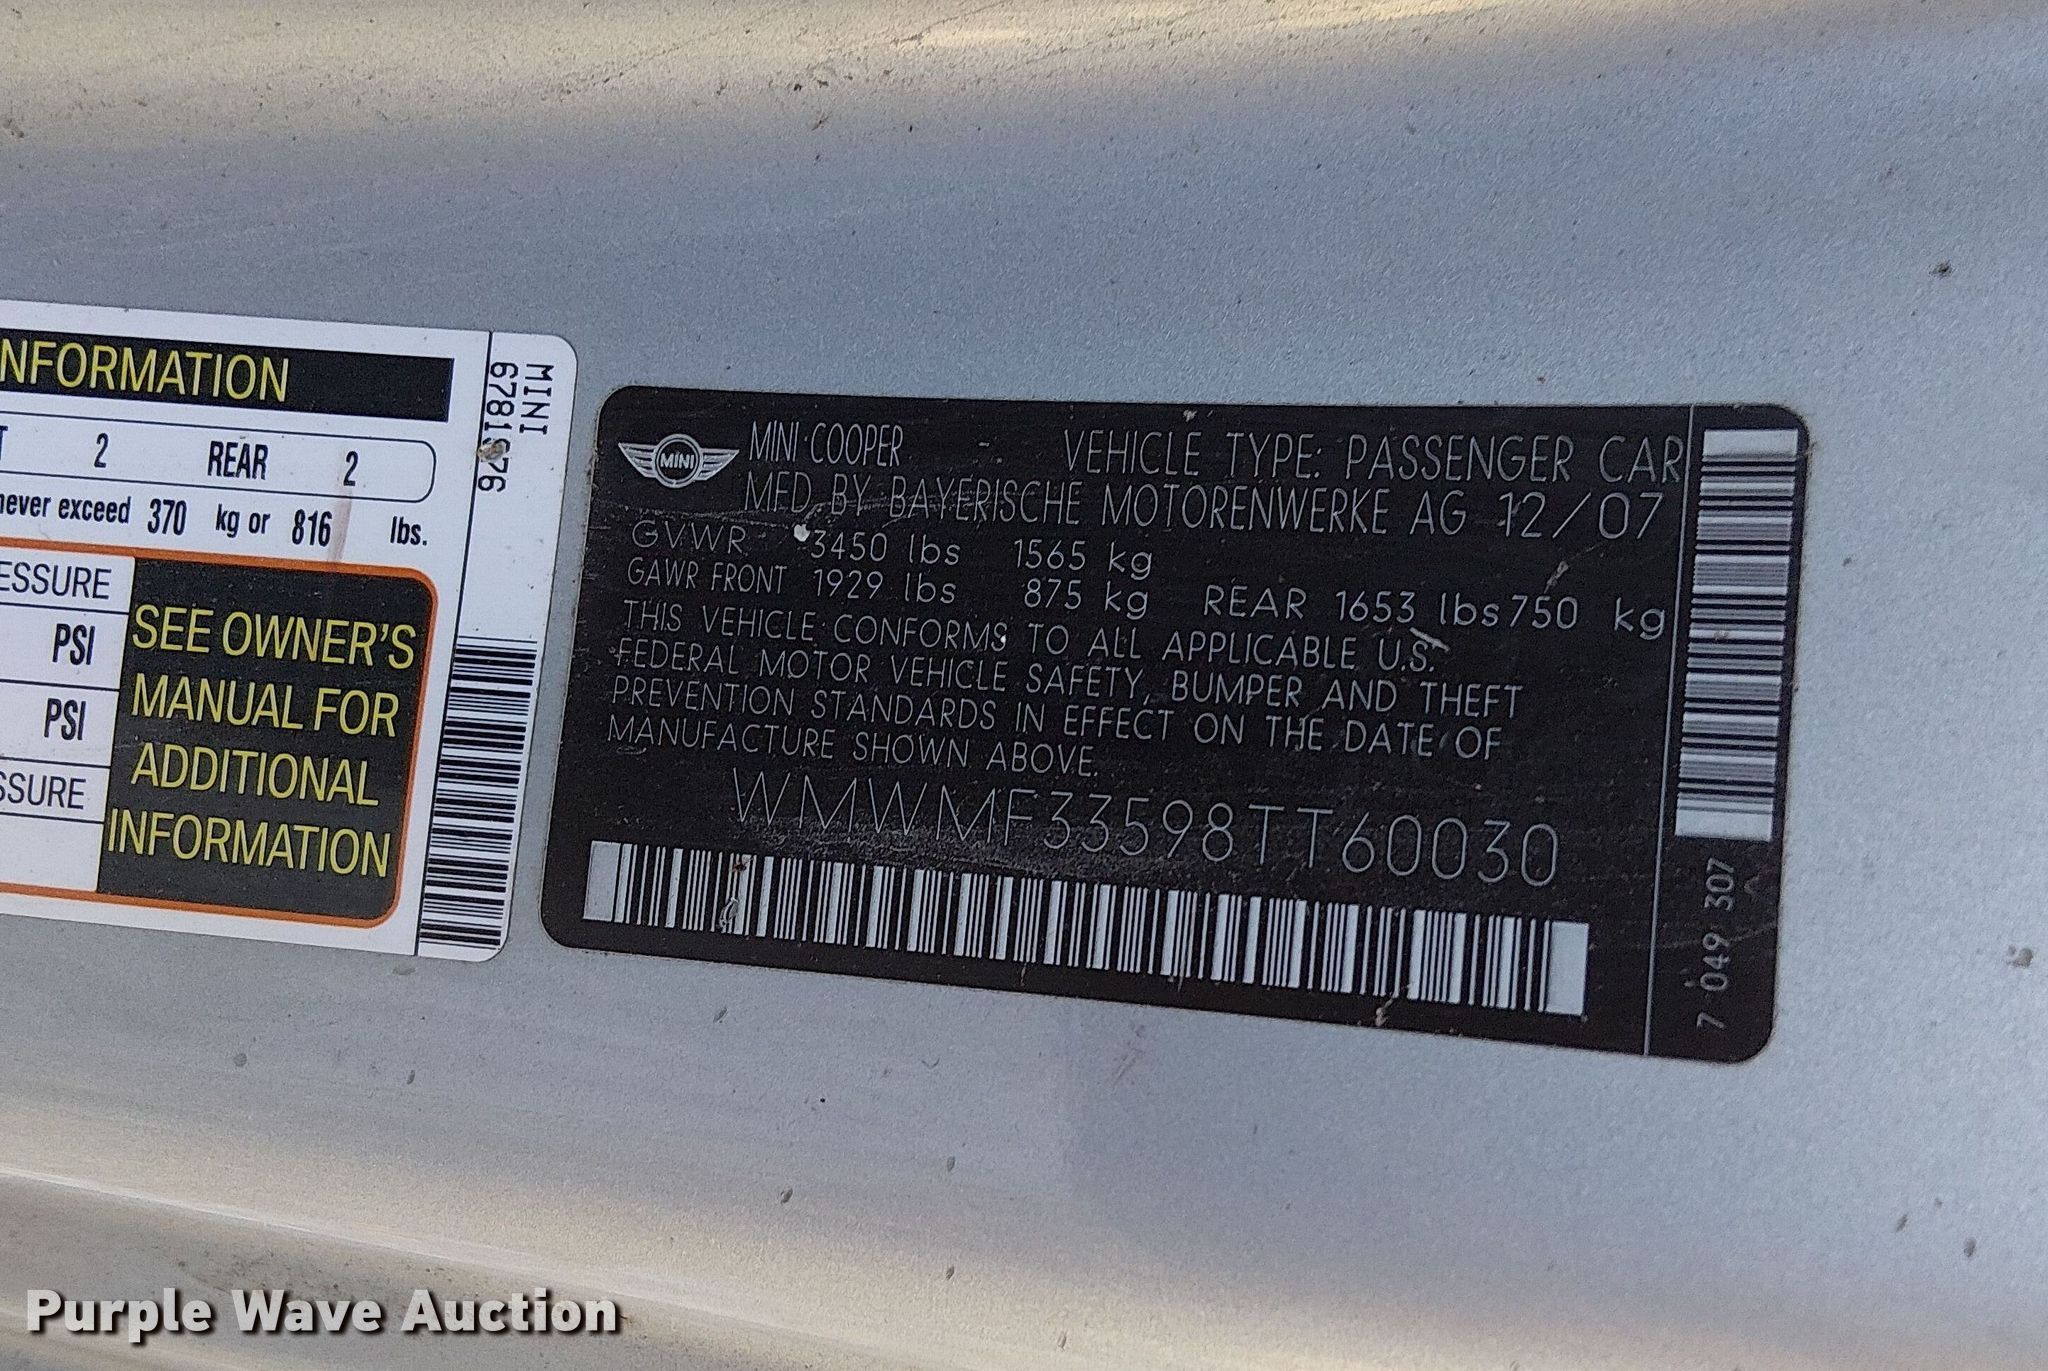 NFORMATION
T 2 REAR 2
never exceed 370 kg or 816 lbs.
ESSURE
PSI
PSI
SSURE
SEE OWNER'S
MANUAL FOR
ADDITIONAL
INFORMATION
MINI
MINI
MINI COOPER VEHICLE TYPE: PASSENGER CAR
MFD BY BAYERISCHE MOTORENWERKE AG 12/07
GVWR 3450 lbs 1565 kg
GAWR FRONT 1929 lbs 875 kg REAR 1653 lbs 750 kg
THIS VEHICLE CONFORMS TO ALL APPLICABLE U.S.
FEDERAL MOTOR VEHICLE SAFETY, BUMPER AND THEFT
PREVENTION STANDARDS IN EFFECT ON THE DATE OF
MANUFACTURE SHOWN ABOVE.
WMWMF33598TT60030
7 049 307
Purple Wave Auction